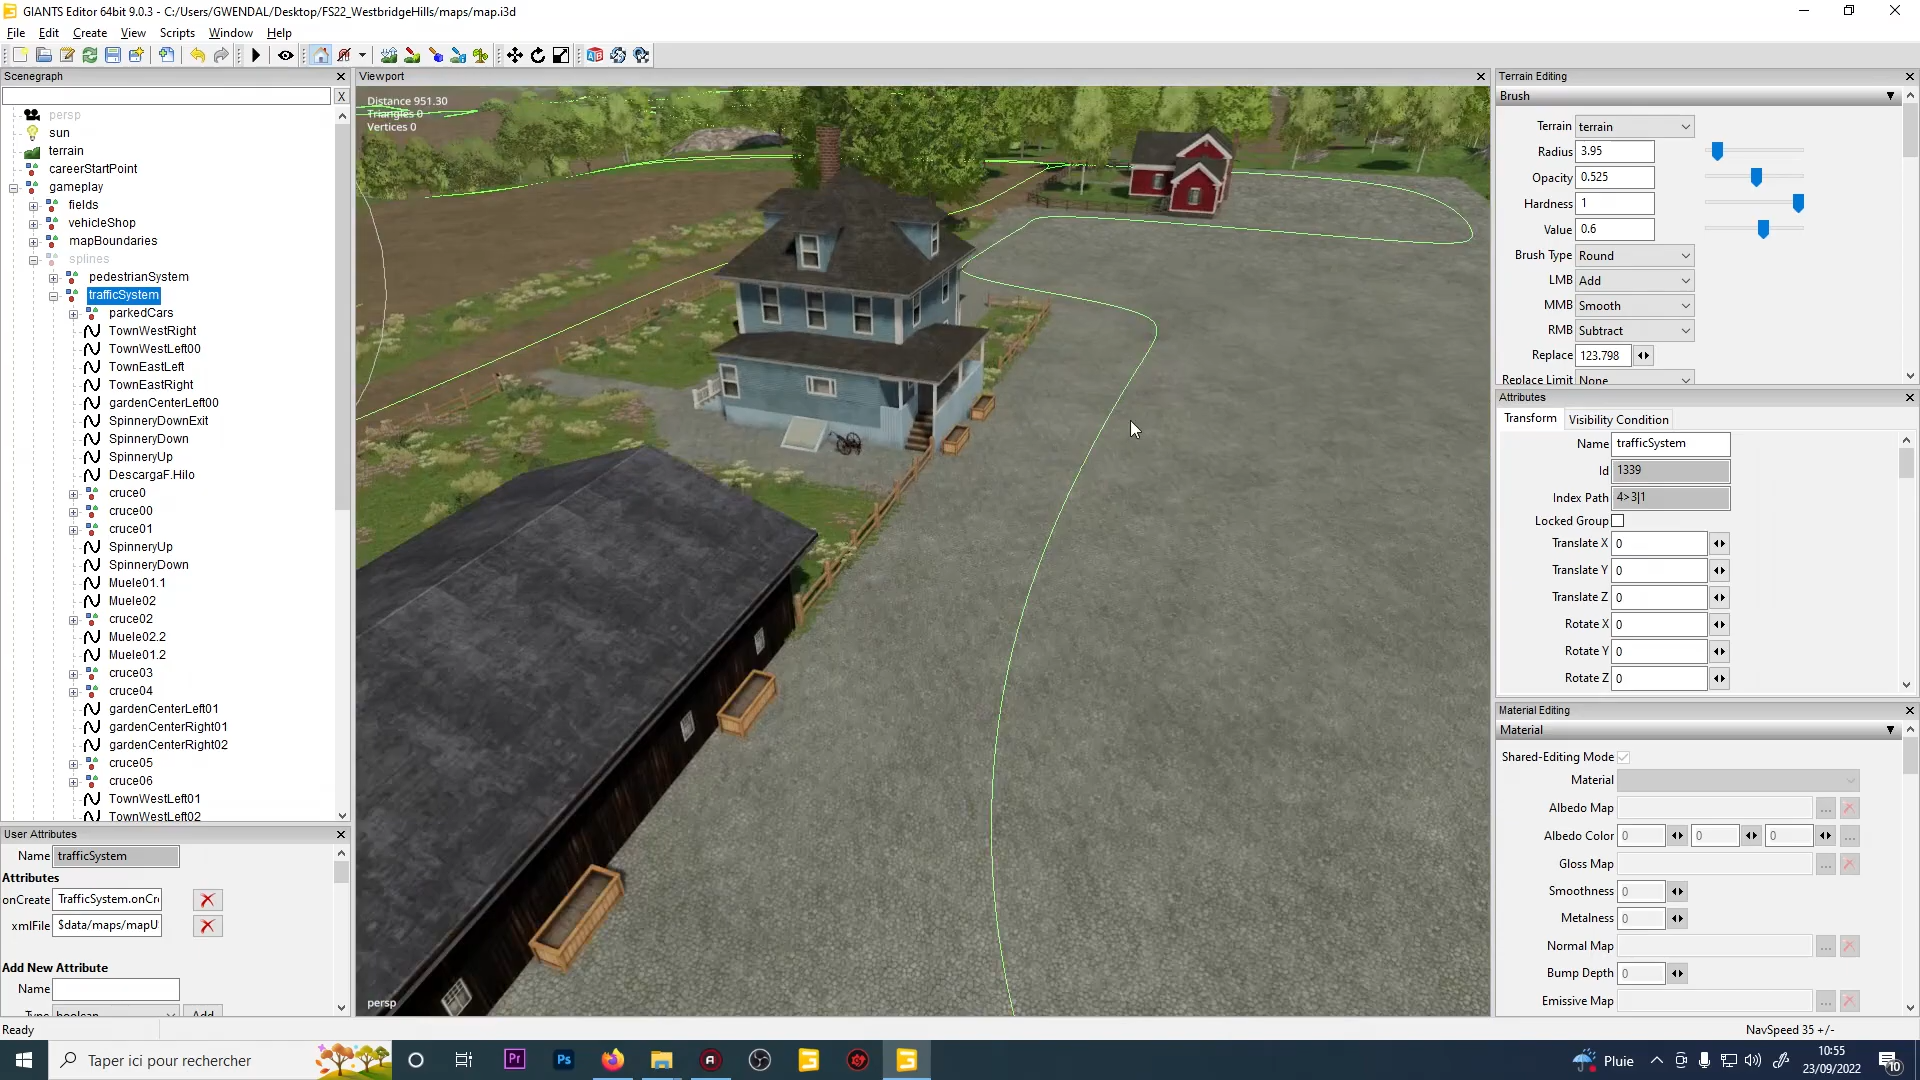 GIANTS Editor 64bit 9.0.3 - C:/Users/GWENDAL/Desktop/FS22_WestbridgeHills/maps/map.i3d
File Edit Create View Scripts Window Help
Scenegraph
X
persp
sun
terrain
careerStartPoint
gameplay
fields
vehicleShop
mapBoundaries
splines
pedestrianSystem
trafficSystem
parkedCars
TownWestRight
TownWestLeft00
TownEastLeft
TownEastRight
gardenCenterLeft00
SpinneryDownExit
SpinneryDown
SpinneryUp
DescargaF.Hilo
cruce0
cruce00
cruce01
SpinneryUp
SpinneryDown
Muele01.1
Muele02
cruce02
Muele02.2
Muele01.2
cruce03
cruce04
gardenCenterLeft01
gardenCenterRight01
gardenCenterRight02
cruce05
cruce06
TownWestLeft01
TownWestLeft02
User Attributes
Name trafficSystem
Attributes
onCreate TrafficSystem.onCr
xmlFile $data/maps/mapU
Add New Attribute
Name
Type boolean Add
Ready
Viewport
Distance 951.30
Triangles 0
Vertices 0
persp
Terrain Editing
Brush
Terrain terrain
Radius 3.95
Opacity 0.525
Hardness 1
Value 0.6
Brush Type Round
LMB Add
MMB Smooth
RMB Subtract
Replace 123.798
Replace Limit None
Attributes
Transform Visibility Condition
Name trafficSystem
Id 1339
Index Path 4>3|1
Locked Group
Translate X 0
Translate Y 0
Translate Z 0
Rotate X 0
Rotate Y 0
Rotate Z 0
Material Editing
Material
Shared-Editing Mode
Material
Albedo Map ...
Albedo Color 0 0 0 ...
Gloss Map ...
Smoothness 0
Metalness 0
Normal Map ...
Bump Depth 0
Emissive Map ...
NavSpeed 35 +/-
Taper ici pour rechercher
Pr
Ps
Pluie
10:55
23/09/2022
10